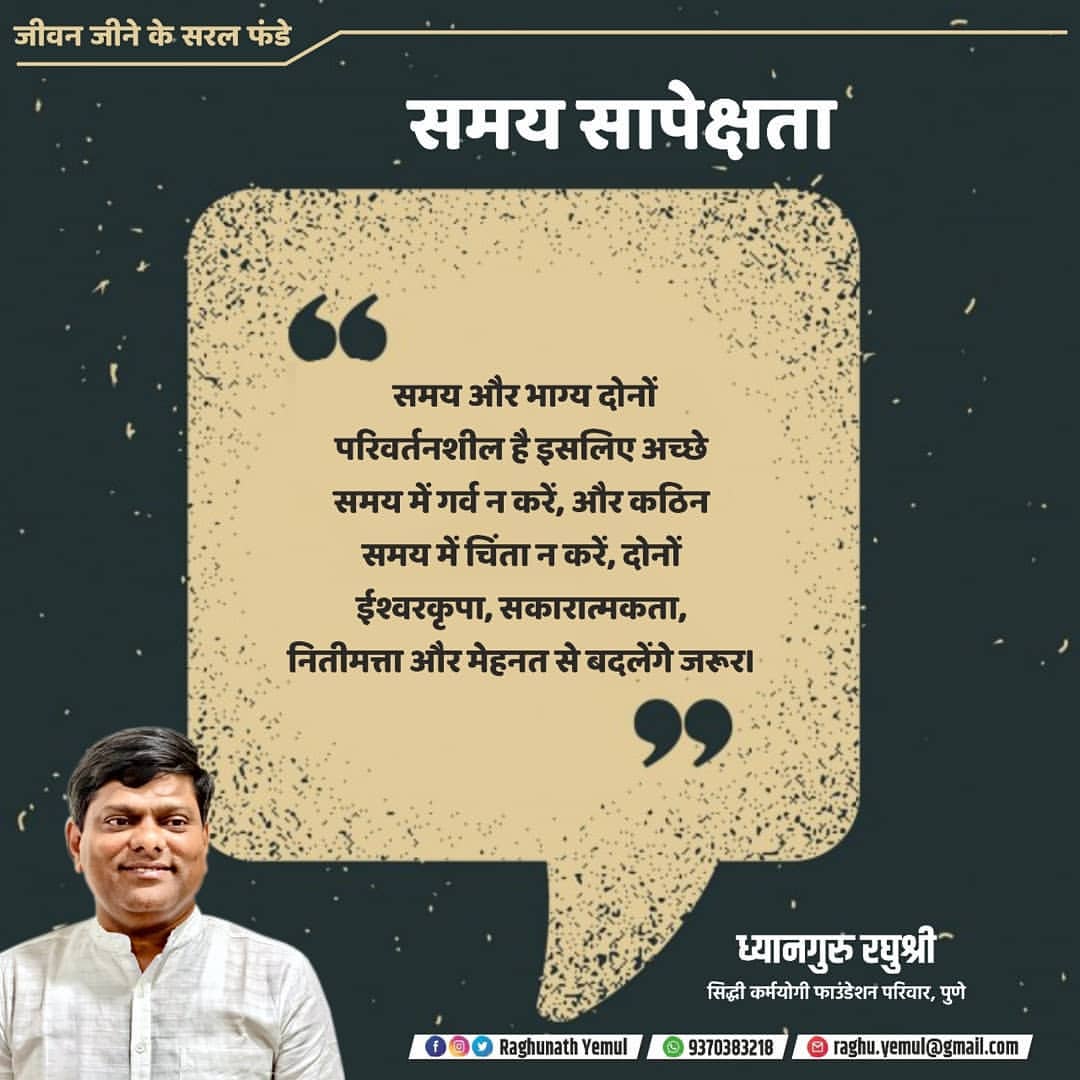 जीवन जीने के सरल फंडे
समय सापेक्षता
“
समय और भाग्य दोनों
परिवर्तनशील है इसलिए अच्छे
समय में गर्व न करें, और कठिन
समय में चिंता न करें, दोनों
ईश्वरकृपा, सकारात्मकता,
नितीमत्ता और मेहनत से बदलेंगे जरूर।
”
ध्यानगुरु रघुश्री
सिद्धी कर्मयोगी फाउंडेशन परिवार, पुणे
Raghunath Yemul 9370383218 raghu.yemul@gmail.com